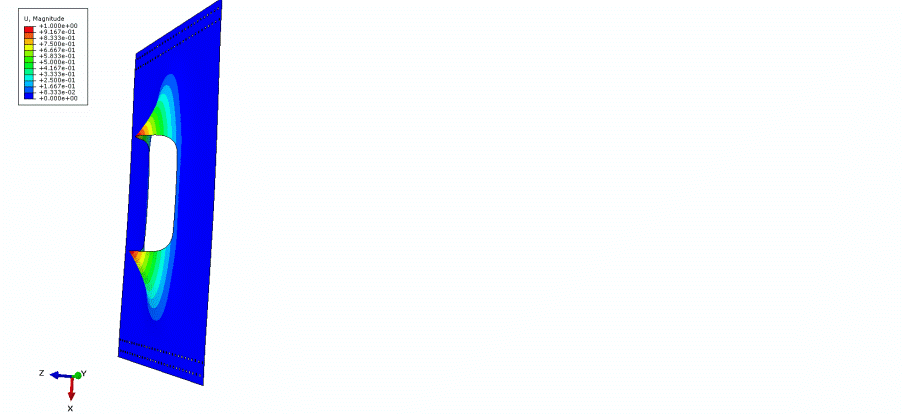 U, Magnitude
+1.000e+00
+9.167e-01
+8.333e-01
+7.500e-01
+6.667e-01
+5.833e-01
+5.000e-01
+4.167e-01
+3.333e-01
+2.500e-01
+1.667e-01
+8.333e-02
+0.000e+00
Z
Y
X